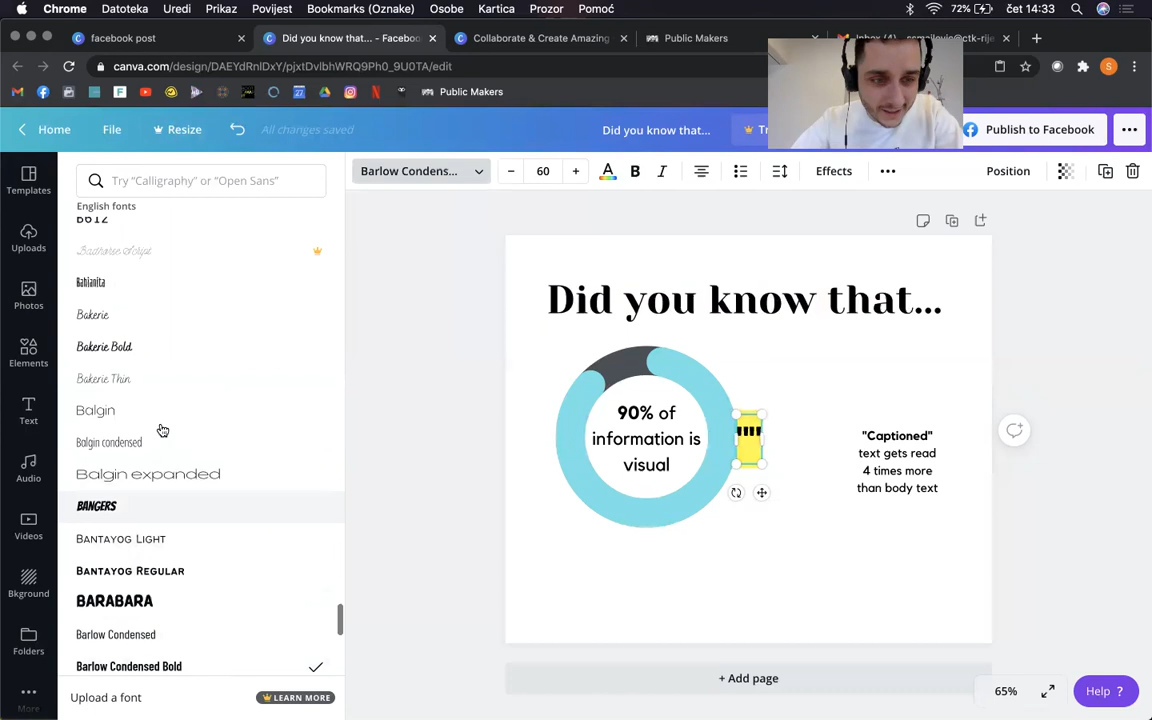 Chrome Datoteka Uredi Prikaz Povijest Bookmarks (Oznake) Osobe Kartica Prozor Pomoć 72% čet 14:33
facebook post
Did you know that... - Faceboo
Collaborate & Create Amazing
Public Makers
canva.com/design/DAEYdRnlDxY/pjxtDvlbhWRQ9Ph0_9U0TA/edit
S
Public Makers
Home File Resize All changes saved Did you know that... Publish to Facebook
Try “Calligraphy” or “Open Sans”
Barlow Condens... 60 A B I Effects Position
English fonts
B612
Badhorse Script
Bahianita
Bakerie
Bakerie Bold
Bakerie Thin
Balgin
Balgin condensed
Balgin expanded
BANGERS
BANTAYOG LIGHT
BANTAYOG REGULAR
BARABARA
Barlow Condensed
Barlow Condensed Bold
Upload a font
LEARN MORE
Templates
Uploads
Photos
Elements
Text
Audio
Videos
Bkground
Folders
More
Did you know that...
90% of
information is
visual
""
"Captioned"
text gets read
4 times more
than body text
+ Add page
65%
Help ?